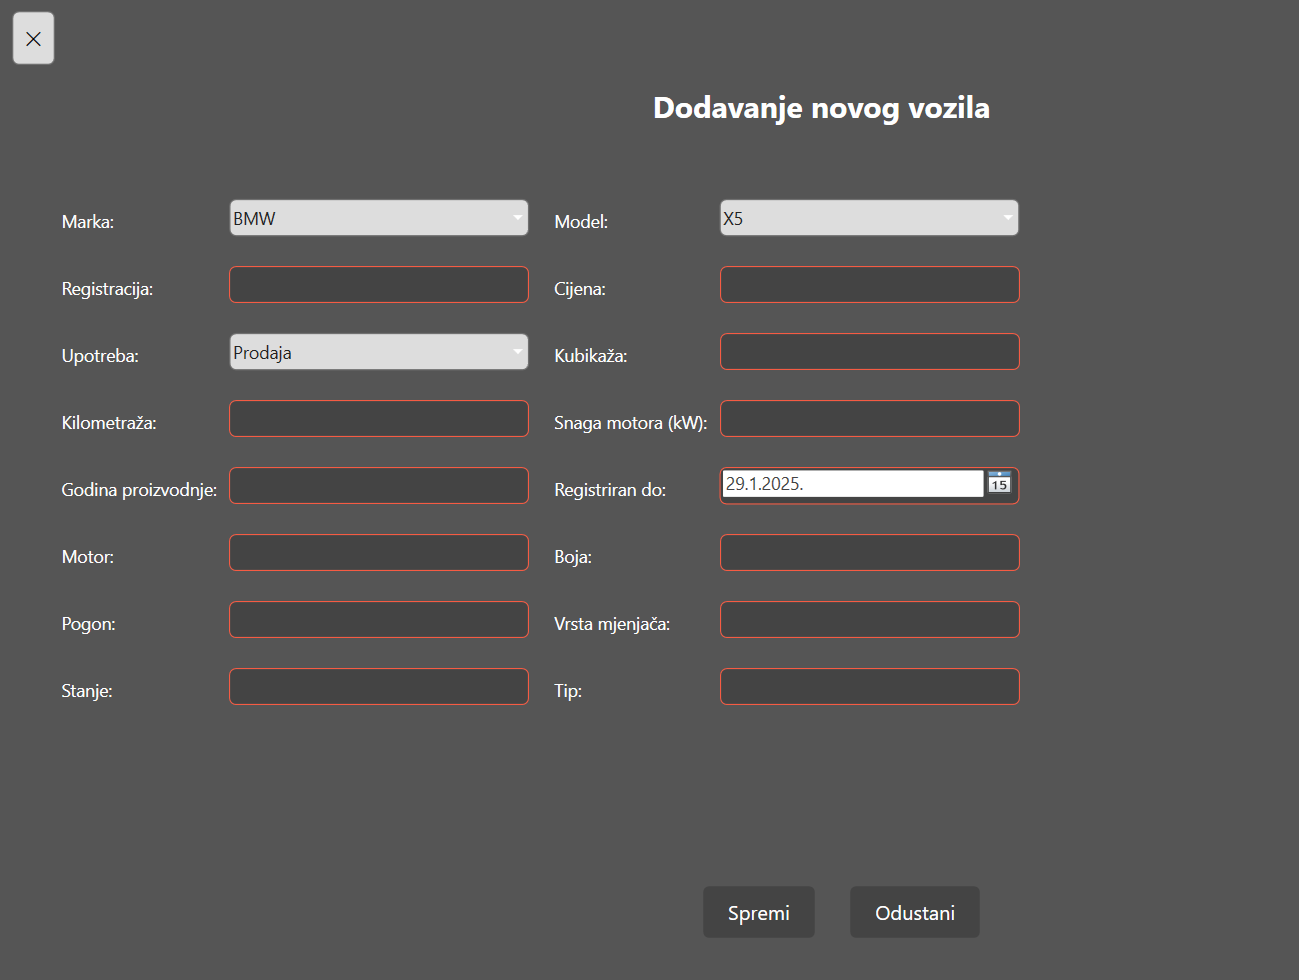 Dodavanje novog vozila
Marka: BMW Model: X5
Registracija: Cijena:
Upotreba: Prodaja Kubikaža:
Kilometraža: Snaga motora (kW):
Godina proizvodnje: Registriran do: 29.1.2025. 15
Motor: Boja:
Pogon: Vrsta mjenjača:
Stanje: Tip:
Spremi Odustani